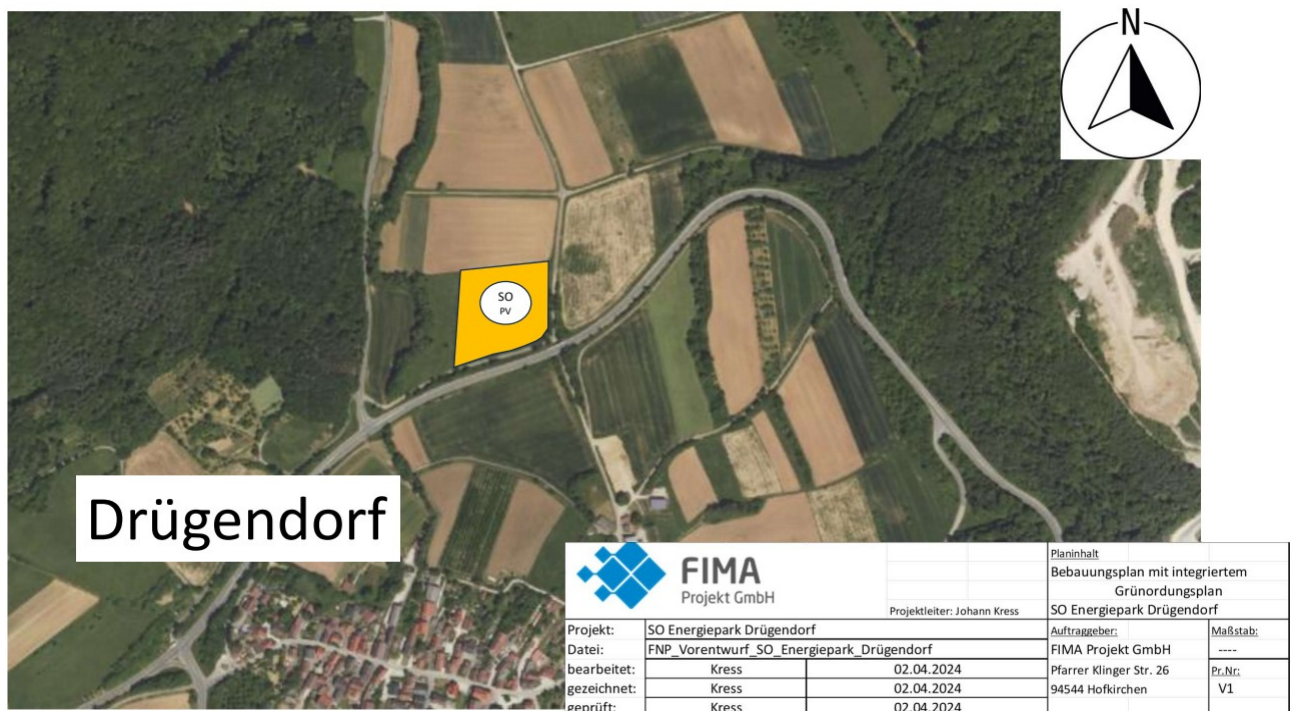 N
SO
PV
Drügendorf
FIMA
Projekt GmbH
Projektleiter: Johann Kress
Planinhalt
Bebauungsplan mit integriertem
Grünordungsplan
SO Energiepark Drügendorf
Projekt: SO Energiepark Drügendorf
Auftraggeber: Maßstab:
Datei: FNP_Vorentwurf_SO_Energiepark_Drügendorf
FIMA Projekt GmbH ----
bearbeitet: Kress 02.04.2024
Pfarrer Klinger Str. 26 Pr.Nr:
gezeichnet: Kress 02.04.2024
94544 Hofkirchen V1
geprüft: Kress 02.04.2024